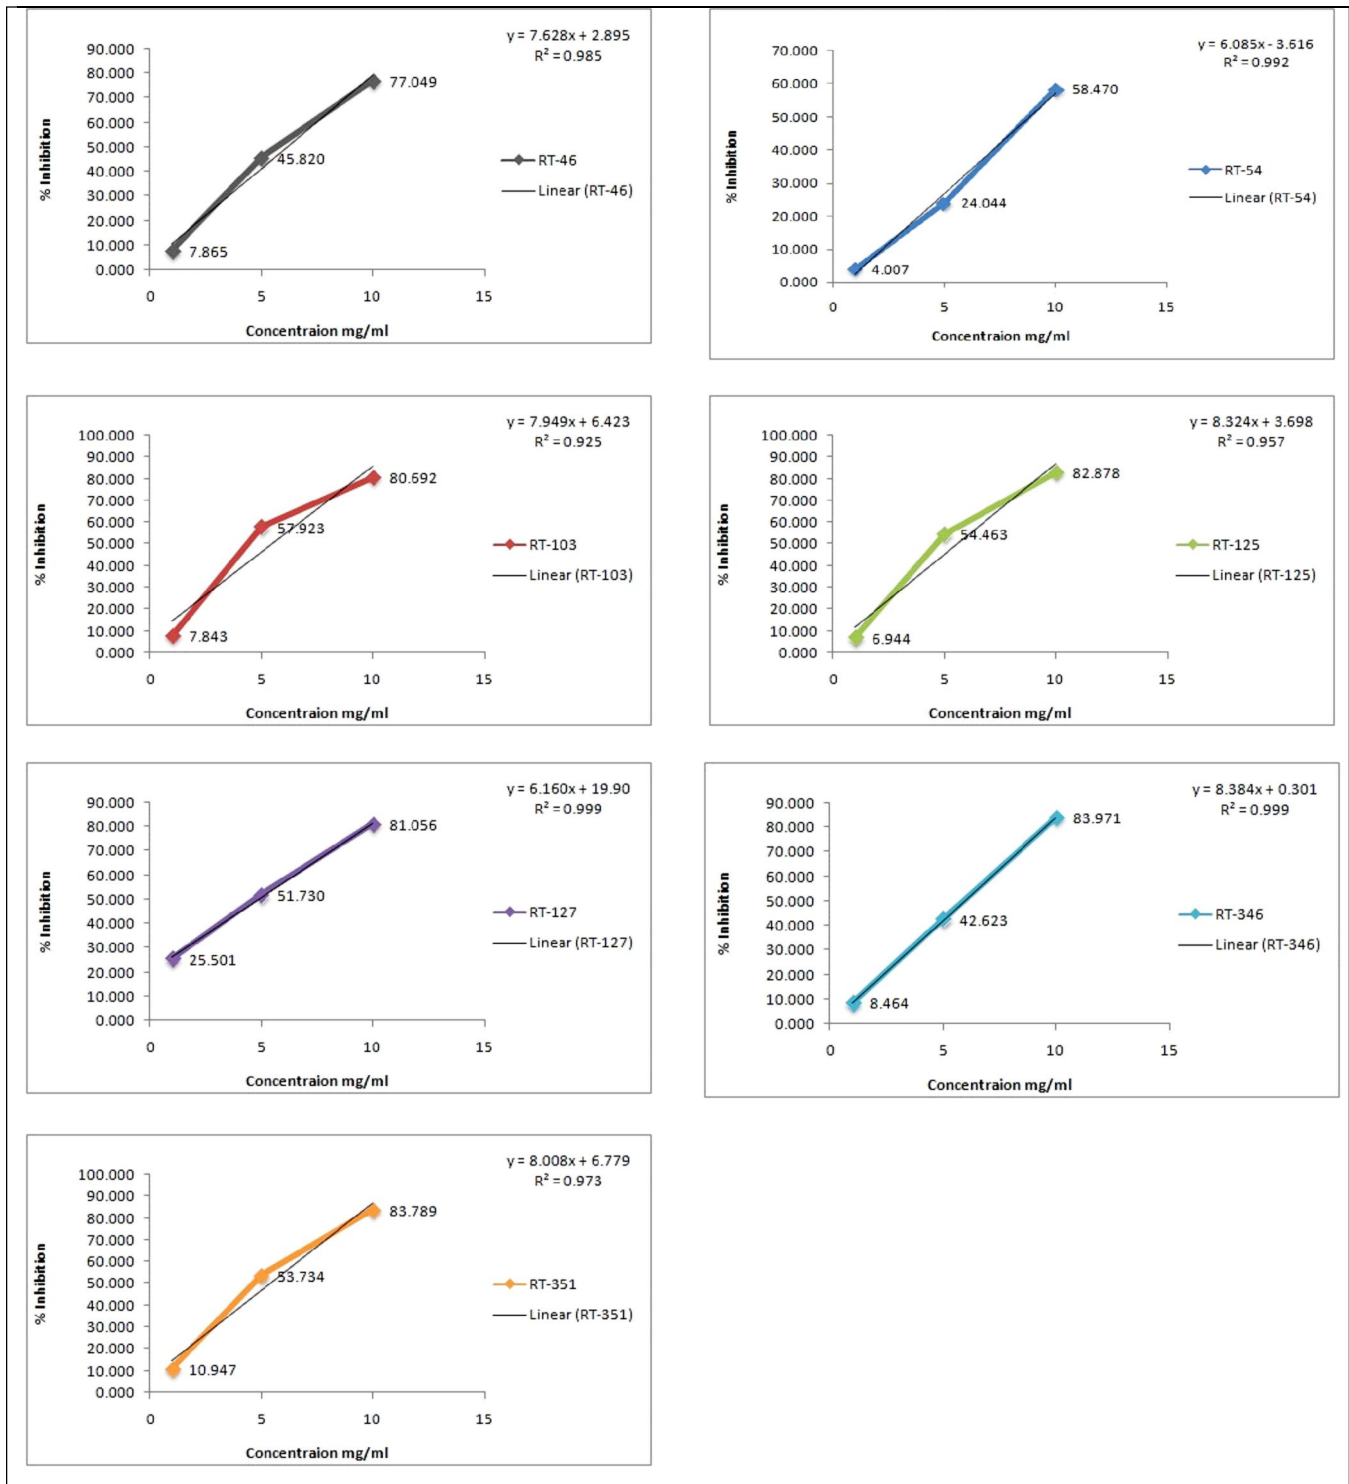 y = 7.628x + 2.895
R² = 0.985
90.000
80.000
70.000
60.000
50.000
40.000
30.000
20.000
10.000
0.000
% Inhibition
77.049
45.820
7.865
RT-46
Linear (RT-46)
0 5 10 15
Concentraion mg/ml
y = 6.085x - 3.616
R² = 0.992
70.000
60.000
50.000
40.000
30.000
20.000
10.000
0.000
% Inhibition
58.470
24.044
4.007
RT-54
Linear (RT-54)
0 5 10 15
Concentraion mg/ml
y = 7.949x + 6.423
R² = 0.925
100.000
90.000
80.000
70.000
60.000
50.000
40.000
30.000
20.000
10.000
0.000
% Inhibition
80.692
57.923
7.843
RT-103
Linear (RT-103)
0 5 10 15
Concentraion mg/ml
y = 8.324x + 3.698
R² = 0.957
100.000
90.000
80.000
70.000
60.000
50.000
40.000
30.000
20.000
10.000
0.000
% Inhibition
82.878
54.463
6.944
RT-125
Linear (RT-125)
0 5 10 15
Concentraion mg/ml
y = 6.160x + 19.90
R² = 0.999
90.000
80.000
70.000
60.000
50.000
40.000
30.000
20.000
10.000
0.000
% Inhibition
81.056
51.730
25.501
RT-127
Linear (RT-127)
0 5 10 15
Concentraion mg/ml
y = 8.384x + 0.301
R² = 0.999
90.000
80.000
70.000
60.000
50.000
40.000
30.000
20.000
10.000
0.000
% Inhibition
83.971
42.623
8.464
RT-346
Linear (RT-346)
0 5 10 15
Concentraion mg/ml
y = 8.008x + 6.779
R² = 0.973
100.000
90.000
80.000
70.000
60.000
50.000
40.000
30.000
20.000
10.000
0.000
% Inhibition
83.789
53.734
10.947
RT-351
Linear (RT-351)
0 5 10 15
Concentraion mg/ml